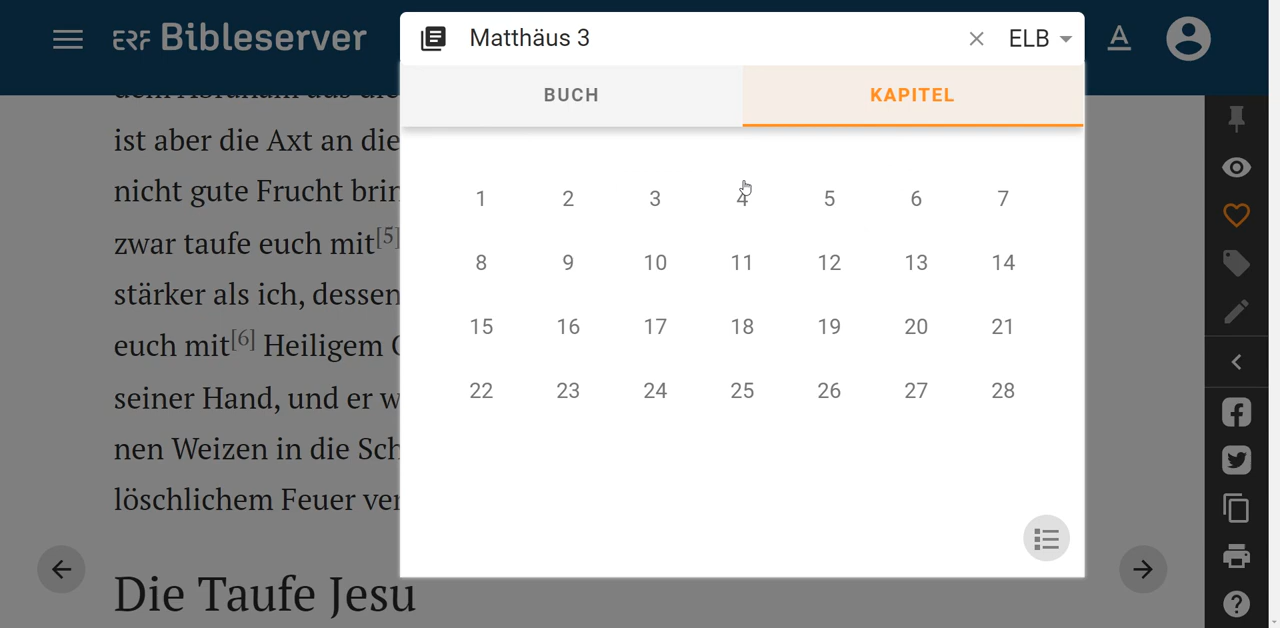 ERF Bibleserver
Matthäus 3
ELB
BUCH
KAPITEL
ist aber die Axt an die
nicht gute Frucht brin
zwar taufe euch mit[5]
stärker als ich, dessen
euch mit[6] Heiligem
seiner Hand, und er w
nen Weizen in die Sch
löschlichem Feuer ver
Die Taufe Jesu
1 2 3 4 5 6 7
8 9 10 11 12 13 14
15 16 17 18 19 20 21
22 23 24 25 26 27 28